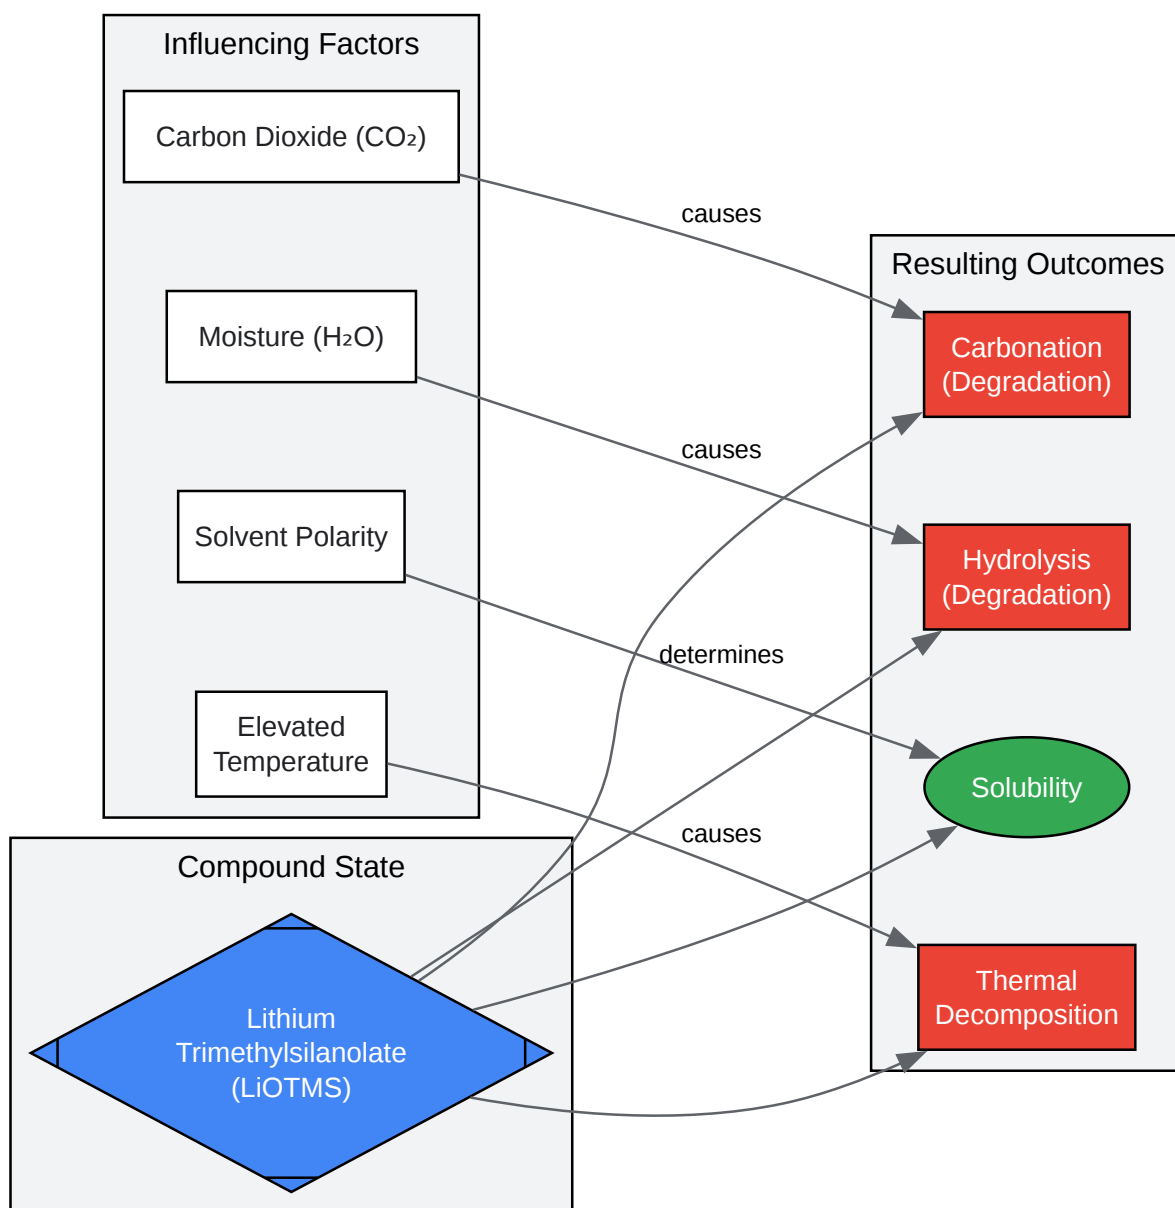 Influencing Factors
Carbon Dioxide (CO₂)
causes
Resulting Outcomes
Moisture (H₂O)
Carbonation
(Degradation)
causes
Solvent Polarity
Hydrolysis
(Degradation)
determines
Elevated
Temperature
Solubility
causes
Compound State
Thermal
Decomposition
Lithium
Trimethylsilanolate
(LiOTMS)